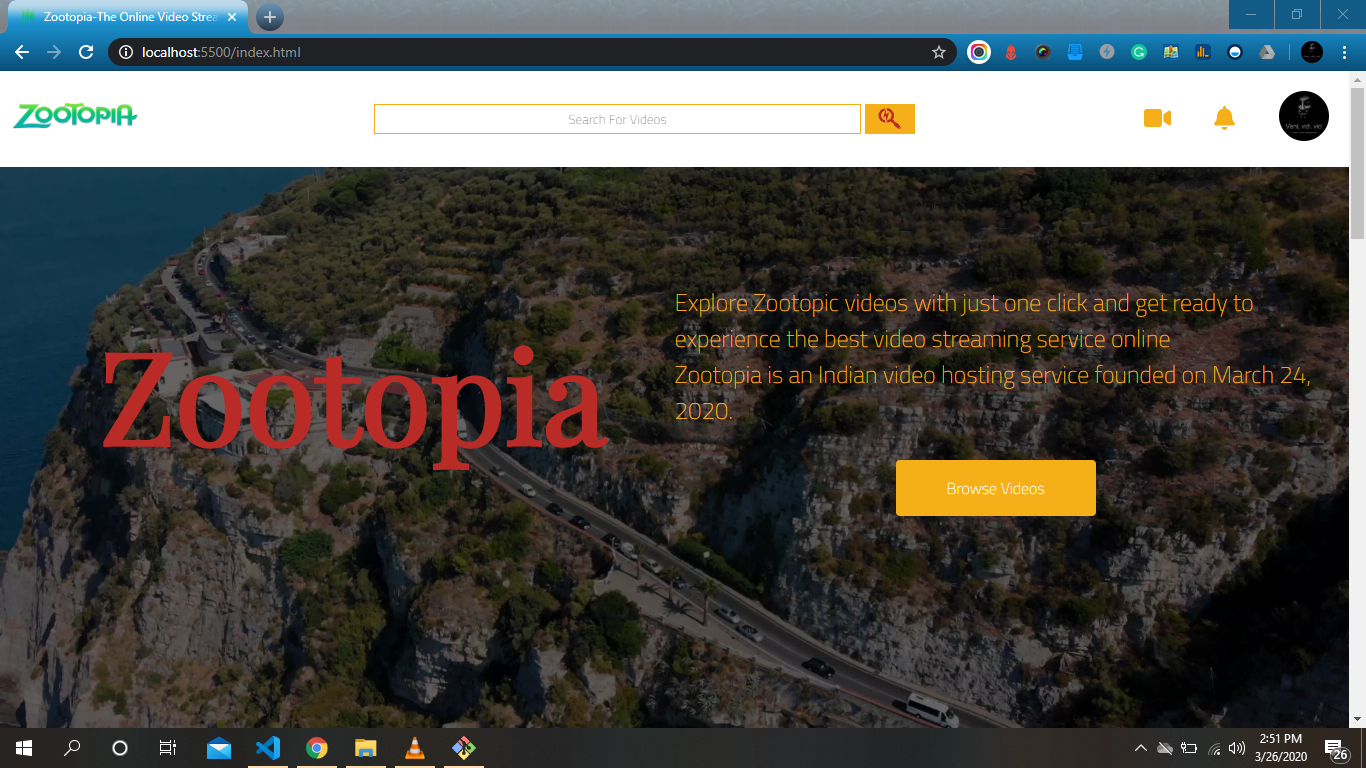 Zootopia-The Online Video Strea
localhost:5500/index.html
ZOOTOPIA
Search For Videos
Veni, vidi, vici
Explore Zootopic videos with just one click and get ready to
experience the best video streaming service online
Zootopia is an Indian video hosting service founded on March 24,
2020.
Zootopia
Browse Videos
2:51 PM
3/26/2020
26